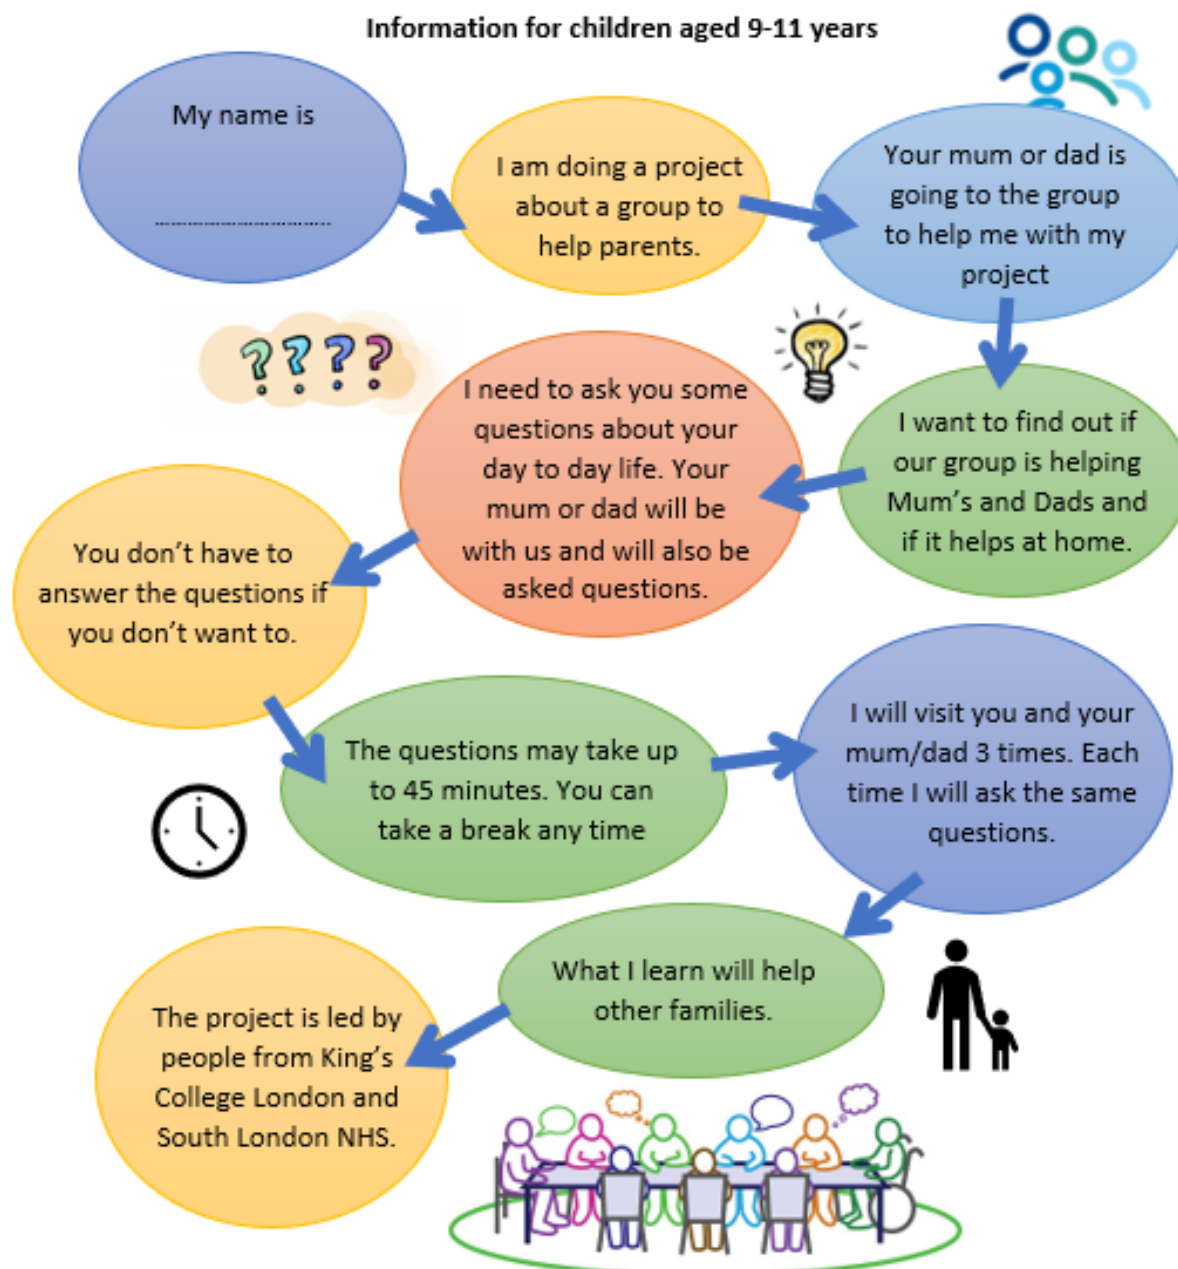 Information for children aged 9-11 years
My name is
I am doing a project
about a group to
help parents.
Your mum or dad is
going to the group
to help me with my
project
I want to find out if
our group is helping
Mum’s and Dads and
if it helps at home.
I need to ask you some
questions about your
day to day life. Your
mum or dad will be
with us and will also be
asked questions.
You don’t have to
answer the questions if
you don’t want to.
The questions may take up
to 45 minutes. You can
take a break any time
I will visit you and your
mum/dad 3 times. Each
time I will ask the same
questions.
What I learn will help
other families.
The project is led by
people from King’s
College London and
South London NHS.